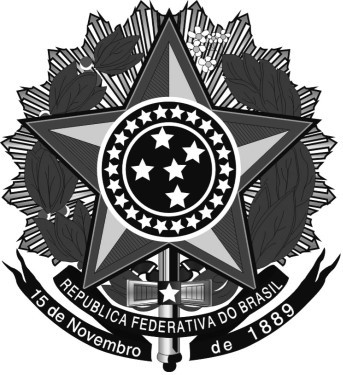 REPUBLICA FEDERATIVA DO BRASIL
15 de Novembro de 1889